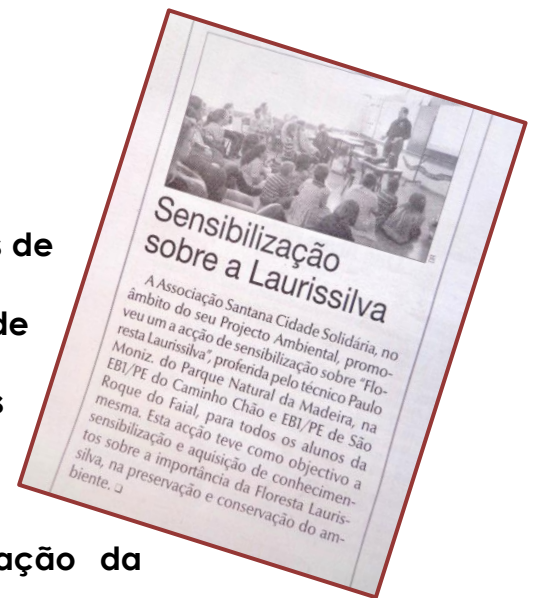 s de
de
s
ação da
Sensibilização
sobre a Laurissilva
A Associação Santana Cidade Solidária, no
âmbito do seu Projecto Ambiental, promo-
veu um a acção de sensibilização sobre "Flo-
resta Laurissilva", proferida pelo técnico Paulo
Moniz. do Parque Natural da Madeira, na
EBI/PE do Caminho Chão e EBI/PE de São
Roque do Faial, para todos os alunos da
mesma. Esta acção teve como objectivo a
sensibilização e aquisição de conhecimen-
tos sobre a importância da Floresta Lauris-
silva, na preservação e conservação do am-
biente.